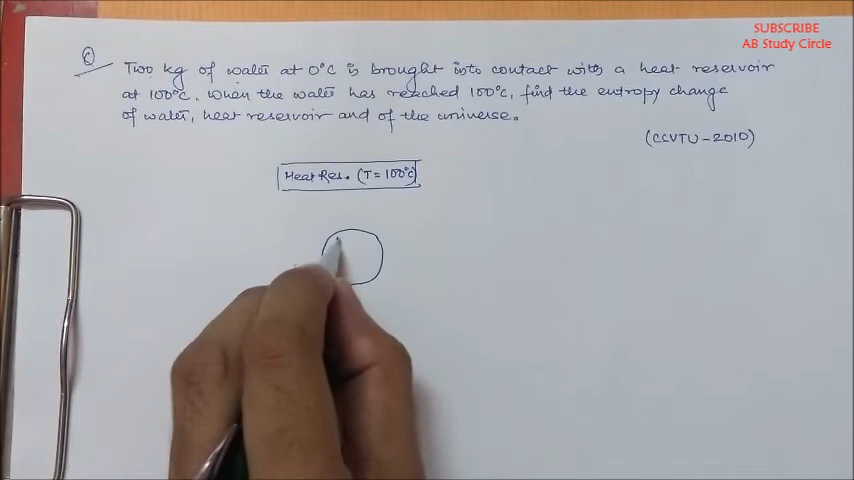 SUBSCRIBE
AB Study Circle
Q
Two kg of water at 0°C is brought into contact with a heat reservoir
at 100°C. When the water has reached 100°C, find the entropy change
of water, heat reservoir and of the universe.
(CCVTU-2010)
Heat Res. (T=100°C)